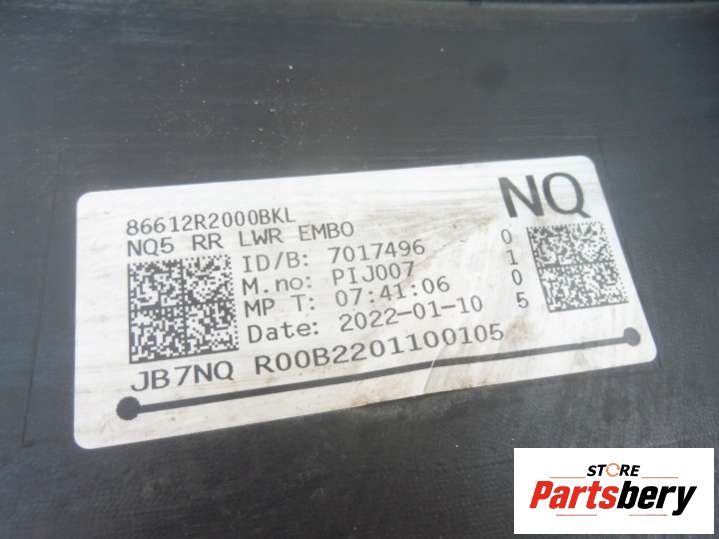 86612R2000BKL
NQ
NQ5 RR LWR EMBO
ID/B: 7017496
M.no: PIJ007
MP T: 07:41:06
Date: 2022-01-10
0
1
0
5
JB7NQ R00B2201100105
STORE
Partsbery